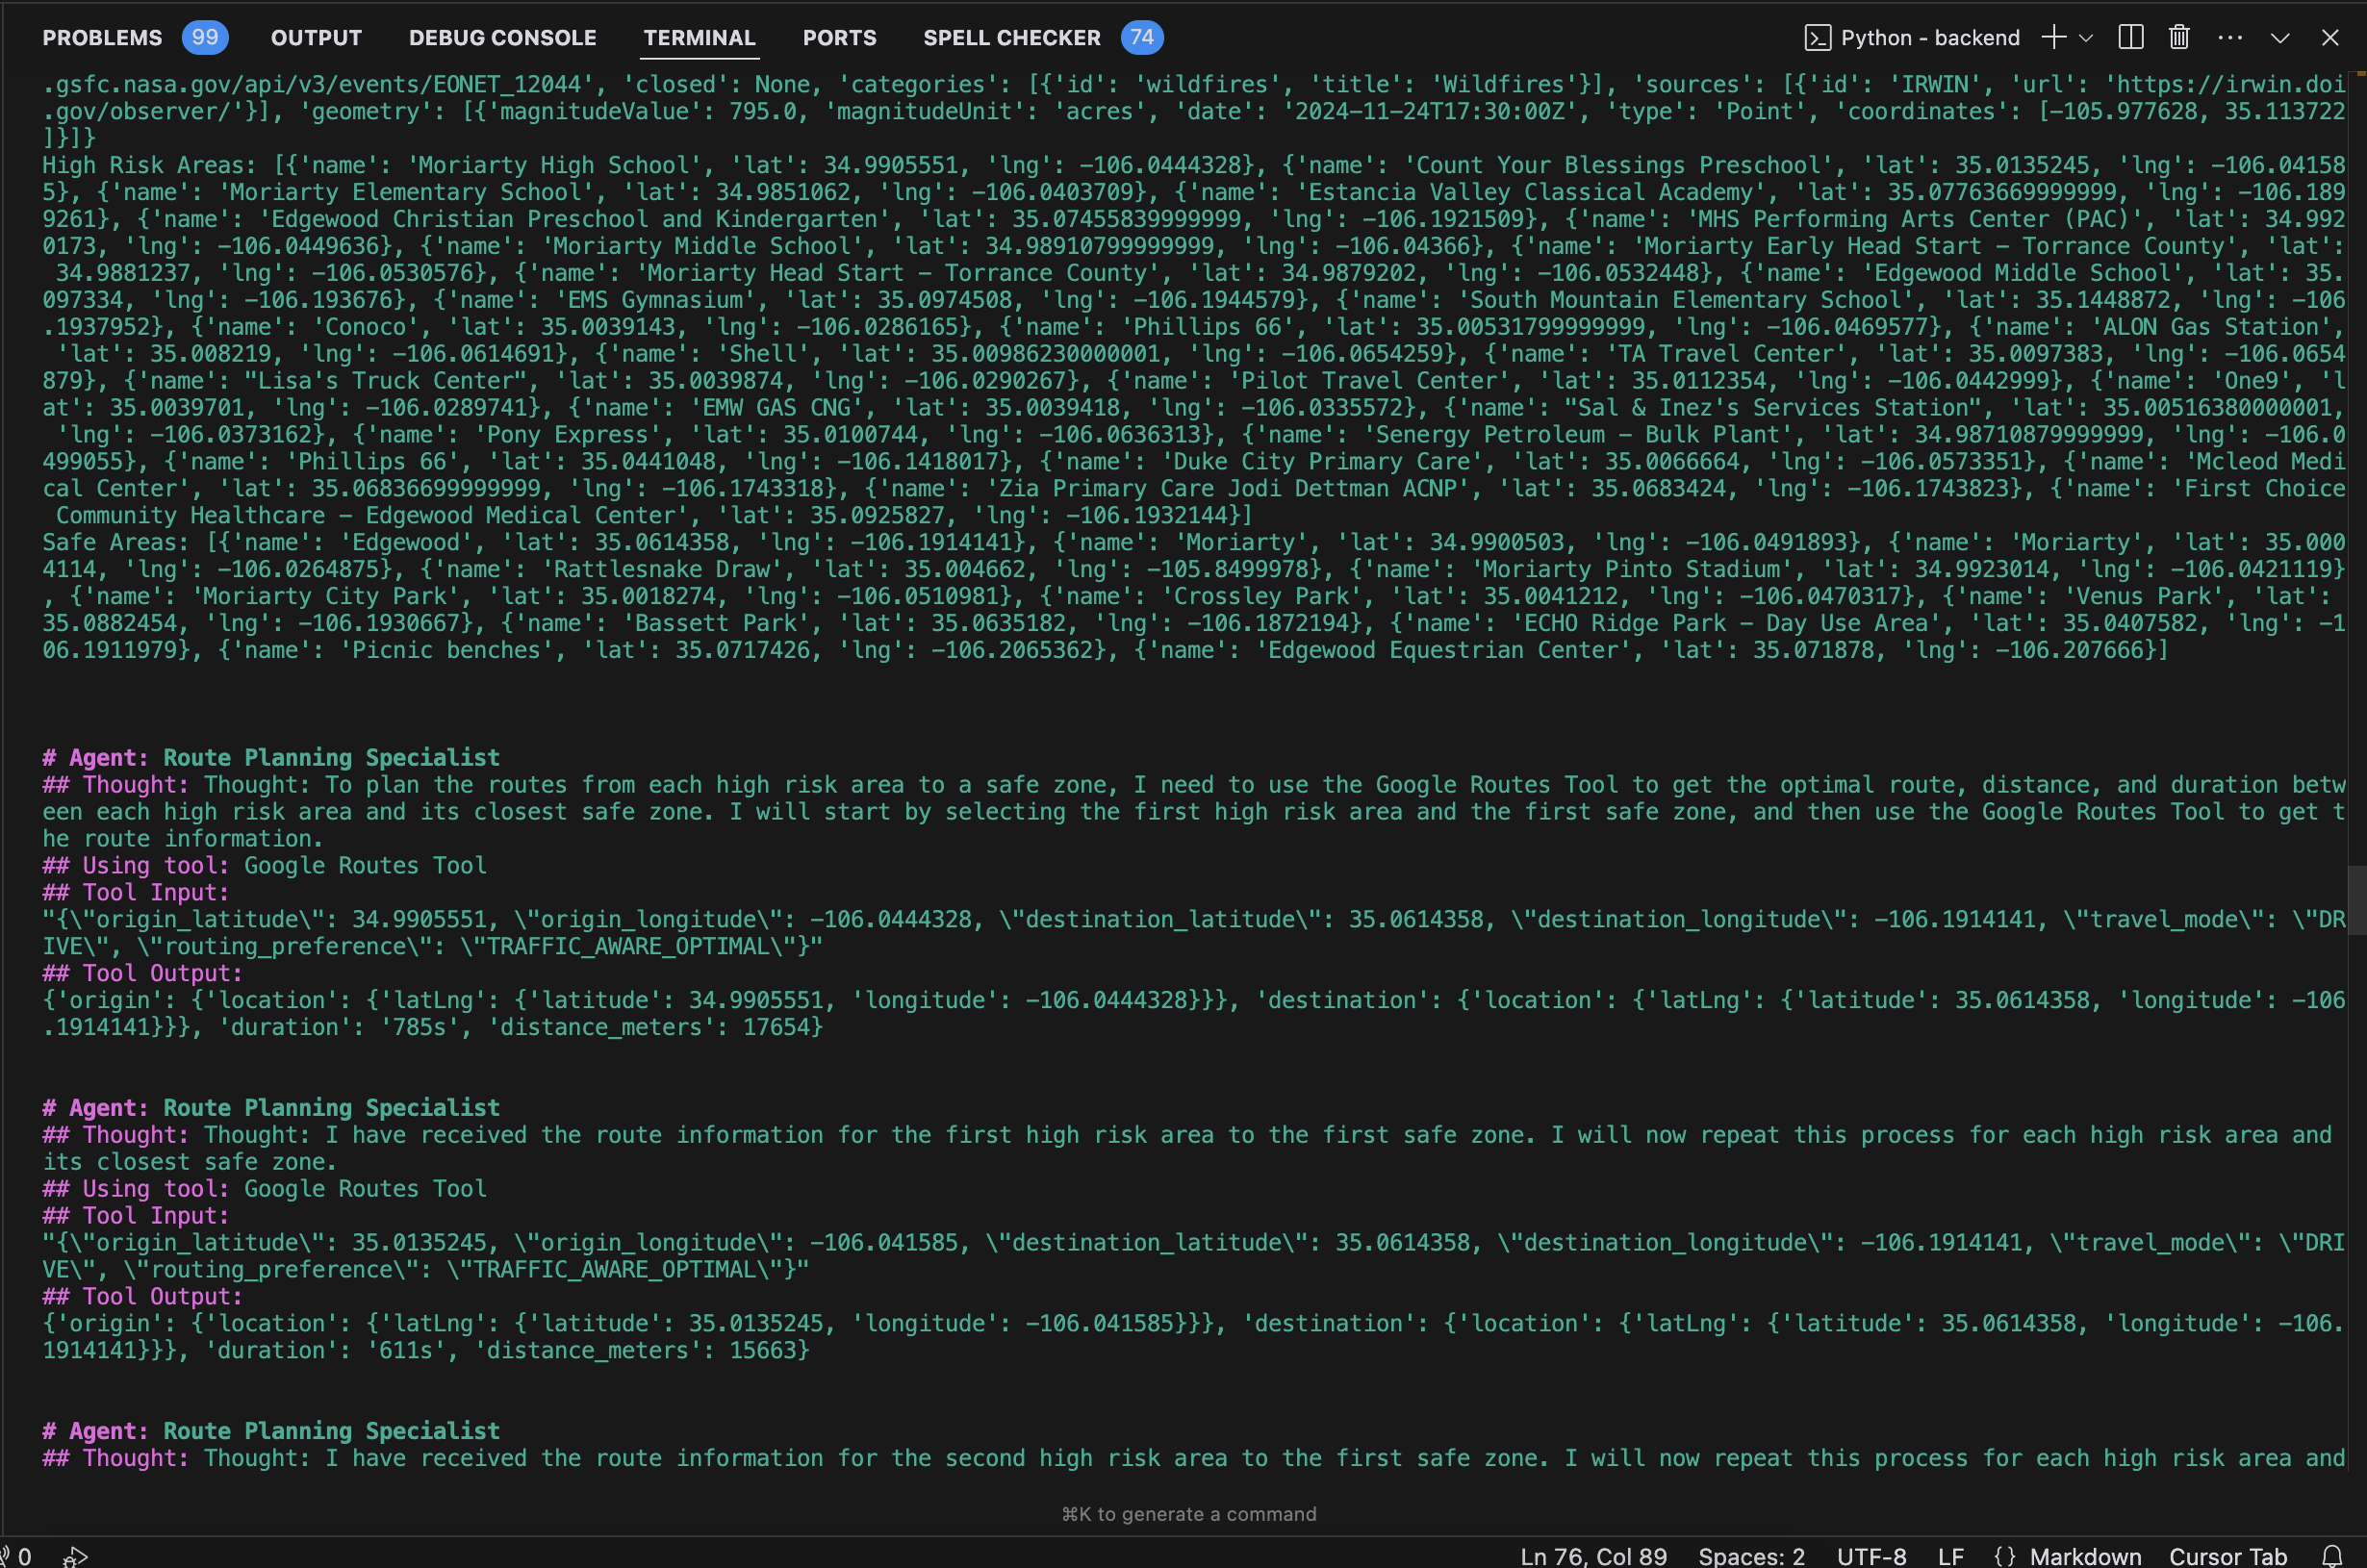 PROBLEMS 99 OUTPUT DEBUG CONSOLE TERMINAL PORTS SPELL CHECKER 74 Python - backend
.gsfc.nasa.gov/api/v3/events/EONET_12044', 'closed': None, 'categories': [{'id': 'wildfires', 'title': 'Wildfires'}], 'sources': [{'id': 'IRWIN', 'url': 'https://irwin.doi
.gov/observer/'}], 'geometry': [{'magnitudeValue': 795.0, 'magnitudeUnit': 'acres', 'date': '2024-11-24T17:30:00Z', 'type': 'Point', 'coordinates': [-105.977628, 35.113722
]}]}
High Risk Areas: [{'name': 'Moriarty High School', 'lat': 34.9905551, 'lng': -106.0444328}, {'name': 'Count Your Blessings Preschool', 'lat': 35.0135245, 'lng': -106.04158
5}, {'name': 'Moriarty Elementary School', 'lat': 34.9851062, 'lng': -106.0403709}, {'name': 'Estancia Valley Classical Academy', 'lat': 35.07763669999999, 'lng': -106.189
9261}, {'name': 'Edgewood Christian Preschool and Kindergarten', 'lat': 35.07455839999999, 'lng': -106.1921509}, {'name': 'MHS Performing Arts Center (PAC)', 'lat': 34.992
0173, 'lng': -106.0449636}, {'name': 'Moriarty Middle School', 'lat': 34.98910799999999, 'lng': -106.04366}, {'name': 'Moriarty Early Head Start - Torrance County', 'lat':
 34.9881237, 'lng': -106.0530576}, {'name': 'Moriarty Head Start - Torrance County', 'lat': 34.9879202, 'lng': -106.0532448}, {'name': 'Edgewood Middle School', 'lat': 35.
097334, 'lng': -106.193676}, {'name': 'EMS Gymnasium', 'lat': 35.0974508, 'lng': -106.1944579}, {'name': 'South Mountain Elementary School', 'lat': 35.1448872, 'lng': -106
.1937952}, {'name': 'Conoco', 'lat': 35.0039143, 'lng': -106.0286165}, {'name': 'Phillips 66', 'lat': 35.00531799999999, 'lng': -106.0469577}, {'name': 'ALON Gas Station',
 'lat': 35.008219, 'lng': -106.0614691}, {'name': 'Shell', 'lat': 35.00986230000001, 'lng': -106.0654259}, {'name': 'TA Travel Center', 'lat': 35.0097383, 'lng': -106.0654
879}, {'name': "Lisa's Truck Center", 'lat': 35.0039874, 'lng': -106.0290267}, {'name': 'Pilot Travel Center', 'lat': 35.0112354, 'lng': -106.0442999}, {'name': 'One9', 'l
at': 35.0039701, 'lng': -106.0289741}, {'name': 'EMW GAS CNG', 'lat': 35.0039418, 'lng': -106.0335572}, {'name': "Sal & Inez's Services Station", 'lat': 35.00516380000001,
 'lng': -106.0373162}, {'name': 'Pony Express', 'lat': 35.0100744, 'lng': -106.0636313}, {'name': 'Senergy Petroleum - Bulk Plant', 'lat': 34.98710879999999, 'lng': -106.0
499055}, {'name': 'Phillips 66', 'lat': 35.0441048, 'lng': -106.1418017}, {'name': 'Duke City Primary Care', 'lat': 35.0066664, 'lng': -106.0573351}, {'name': 'Mcleod Medi
cal Center', 'lat': 35.06836699999999, 'lng': -106.1743318}, {'name': 'Zia Primary Care Jodi Dettman ACNP', 'lat': 35.0683424, 'lng': -106.1743823}, {'name': 'First Choice
 Community Healthcare - Edgewood Medical Center', 'lat': 35.0925827, 'lng': -106.1932144}]
Safe Areas: [{'name': 'Edgewood', 'lat': 35.0614358, 'lng': -106.1914141}, {'name': 'Moriarty', 'lat': 34.9900503, 'lng': -106.0491893}, {'name': 'Moriarty', 'lat': 35.000
4114, 'lng': -106.0264875}, {'name': 'Rattlesnake Draw', 'lat': 35.004662, 'lng': -105.8499978}, {'name': 'Moriarty Pinto Stadium', 'lat': 34.9923014, 'lng': -106.0421119}
, {'name': 'Moriarty City Park', 'lat': 35.0018274, 'lng': -106.0510981}, {'name': 'Crossley Park', 'lat': 35.0041212, 'lng': -106.0470317}, {'name': 'Venus Park', 'lat':
35.0882454, 'lng': -106.1930667}, {'name': 'Bassett Park', 'lat': 35.0635182, 'lng': -106.1872194}, {'name': 'ECHO Ridge Park - Day Use Area', 'lat': 35.0407582, 'lng': -1
06.1911979}, {'name': 'Picnic benches', 'lat': 35.0717426, 'lng': -106.2065362}, {'name': 'Edgewood Equestrian Center', 'lat': 35.071878, 'lng': -106.207666}]
# Agent: Route Planning Specialist
## Thought: Thought: To plan the routes from each high risk area to a safe zone, I need to use the Google Routes Tool to get the optimal route, distance, and duration betw
een each high risk area and its closest safe zone. I will start by selecting the first high risk area and the first safe zone, and then use the Google Routes Tool to get t
he route information.
## Using tool: Google Routes Tool
## Tool Input:
"{\"origin_latitude\": 34.9905551, \"origin_longitude\": -106.0444328, \"destination_latitude\": 35.0614358, \"destination_longitude\": -106.1914141, \"travel_mode\": \"DR
IVE\", \"routing_preference\": \"TRAFFIC_AWARE_OPTIMAL\"}"
## Tool Output:
{'origin': {'location': {'latLng': {'latitude': 34.9905551, 'longitude': -106.0444328}}}, 'destination': {'location': {'latLng': {'latitude': 35.0614358, 'longitude': -106
.1914141}}}, 'duration': '785s', 'distance_meters': 17654}
# Agent: Route Planning Specialist
## Thought: Thought: I have received the route information for the first high risk area to the first safe zone. I will now repeat this process for each high risk area and
its closest safe zone.
## Using tool: Google Routes Tool
## Tool Input:
"{\"origin_latitude\": 35.0135245, \"origin_longitude\": -106.041585, \"destination_latitude\": 35.0614358, \"destination_longitude\": -106.1914141, \"travel_mode\": \"DRI
VE\", \"routing_preference\": \"TRAFFIC_AWARE_OPTIMAL\"}"
## Tool Output:
{'origin': {'location': {'latLng': {'latitude': 35.0135245, 'longitude': -106.041585}}}, 'destination': {'location': {'latLng': {'latitude': 35.0614358, 'longitude': -106.
1914141}}}, 'duration': '611s', 'distance_meters': 15663}
# Agent: Route Planning Specialist
## Thought: Thought: I have received the route information for the second high risk area to the first safe zone. I will now repeat this process for each high risk area and
⌘K to generate a command
0 Ln 76, Col 89 Spaces: 2 UTF-8 LF {} Markdown Cursor Tab